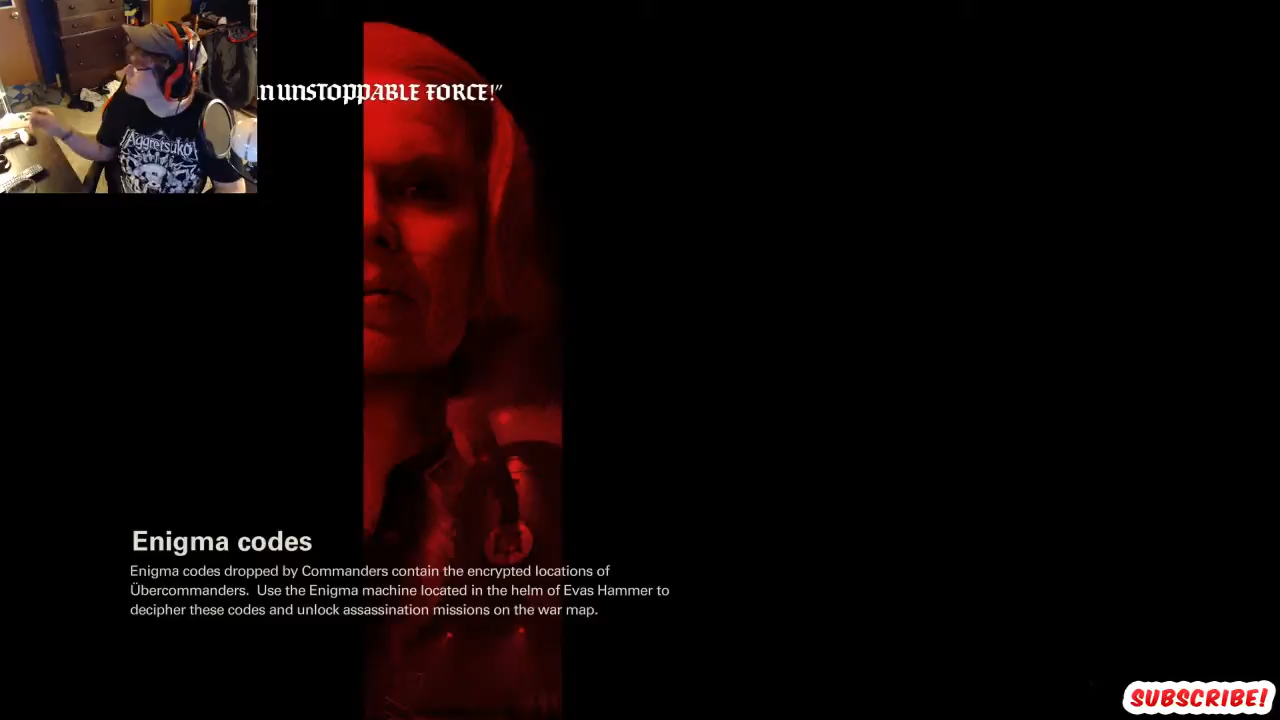 N UNSTOPPABLE FORCE!"
Aggretsuko
Enigma codes
Enigma codes dropped by Commanders contain the encrypted locations of
Übercommanders. Use the Enigma machine located in the helm of Evas Hammer to
decipher these codes and unlock assassination missions on the war map.
SUBSCRIBE!